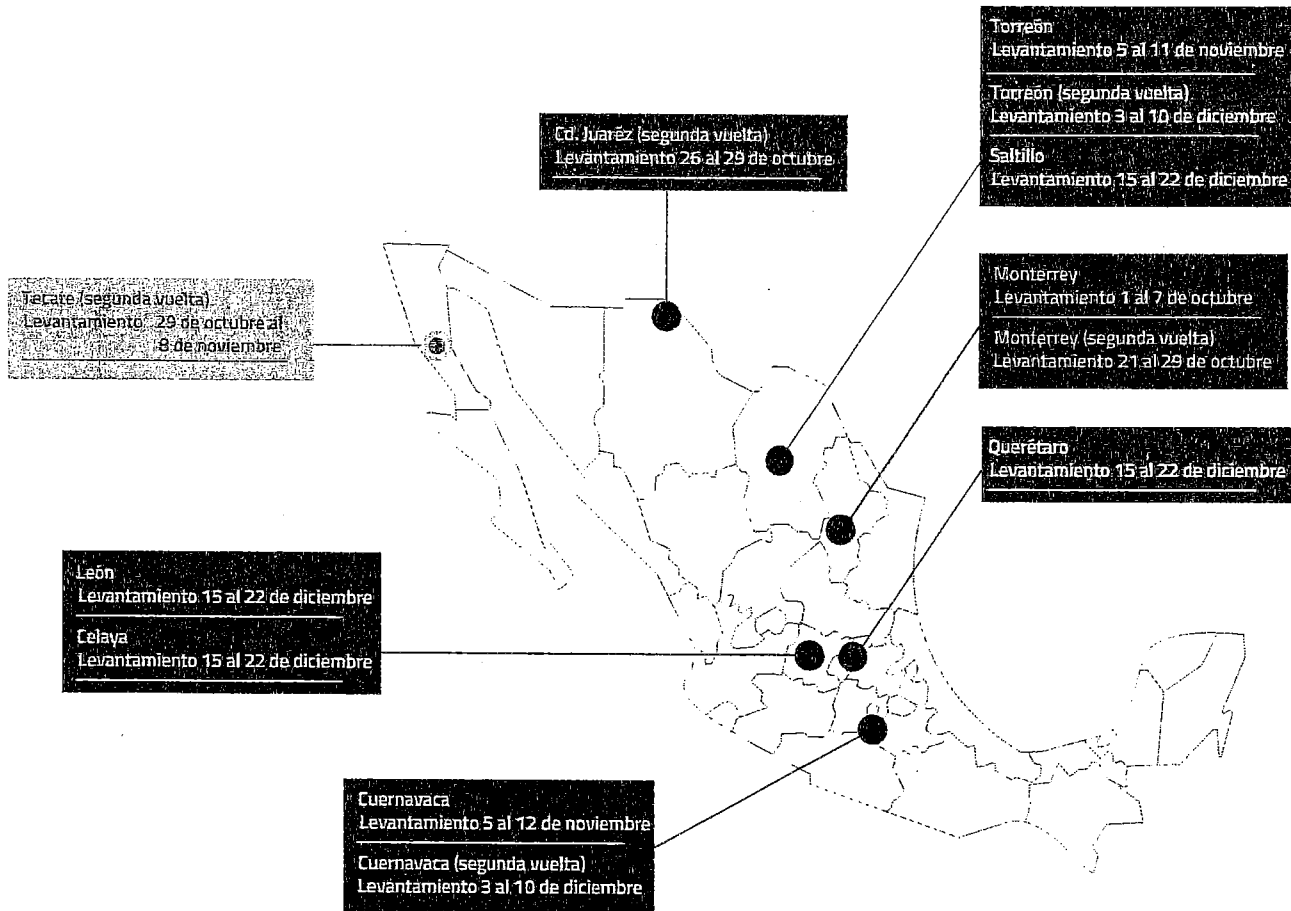 Torreón
Levantamiento 5 al 11 de noviembre
Torreón (segunda vuelta)
Levantamiento 3 al 10 de diciembre
Saltillo
Levantamiento 15 al 22 de diciembre
Cd. Juaréz (segunda vuelta)
Levantamiento 26 al 29 de octubre
Monterrey
Levantamiento 1 al 7 de octubre
Monterrey (segunda vuelta)
Levantamiento 21 al 29 de octubre
Tecate (segunda vuelta)
Levantamiento 29 de octubre al
8 de noviembre
Querétaro
Levantamiento 15 al 22 de diciembre
León
Levantamiento 15 al 22 de diciembre
Celaya
Levantamiento 15 al 22 de diciembre
Cuernavaca
Levantamiento 5 al 12 de noviembre
Cuernavaca (segunda vuelta)
Levantamiento 3 al 10 de diciembre